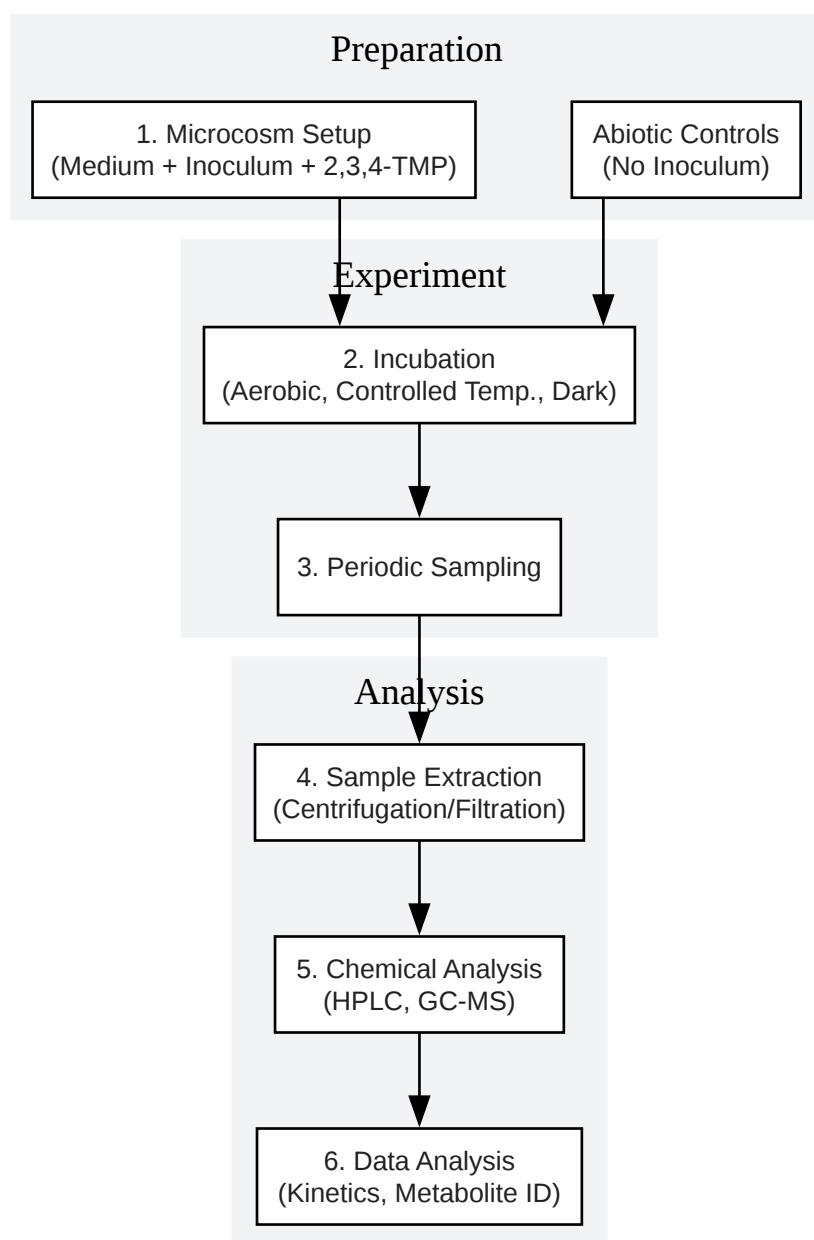 Preparation
1. Microcosm Setup
(Medium + Inoculum + 2,3,4-TMP)
Abiotic Controls
(No Inoculum)
Experiment
2. Incubation
(Aerobic, Controlled Temp., Dark)
3. Periodic Sampling
Analysis
4. Sample Extraction
(Centrifugation/Filtration)
5. Chemical Analysis
(HPLC, GC-MS)
6. Data Analysis
(Kinetics, Metabolite ID)